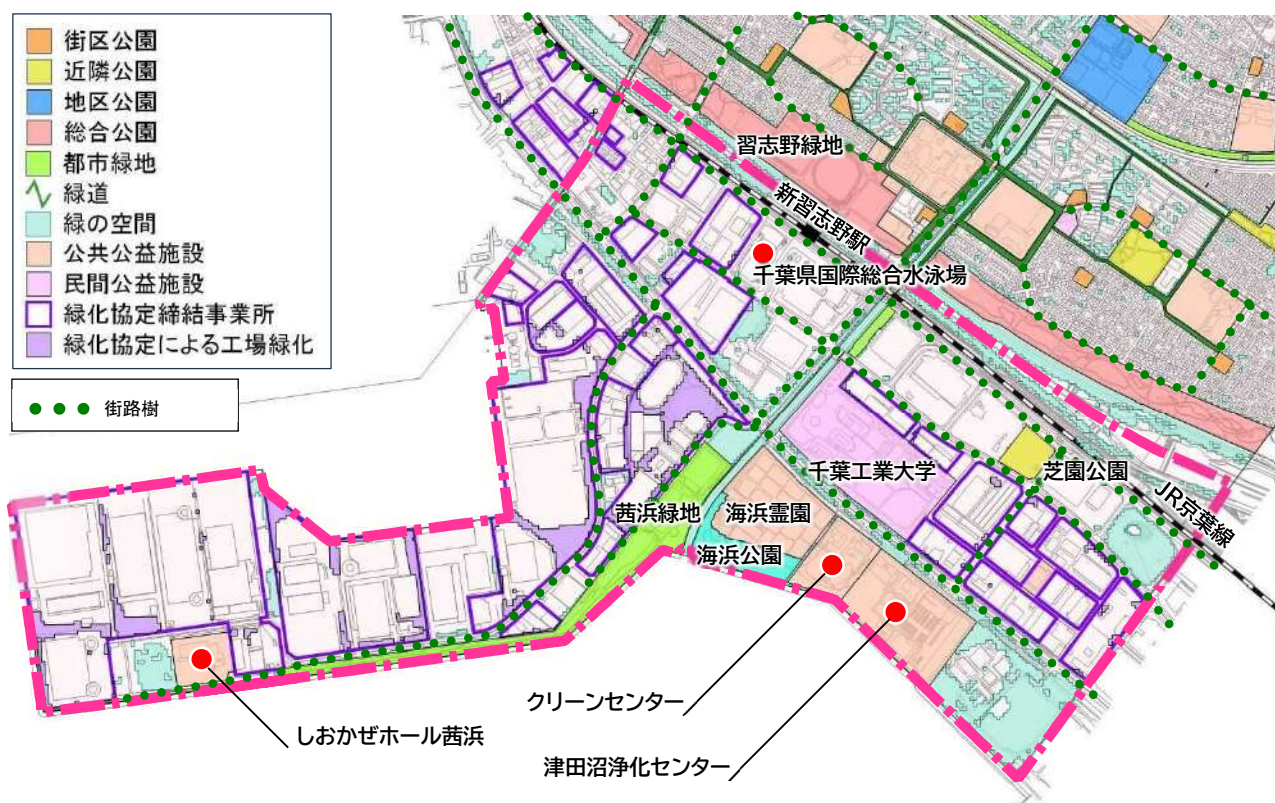 街区公園
近隣公園
地区公園
総合公園
都市緑地
緑道
緑の空間
公共公益施設
民間公益施設
緑化協定締結事業所
緑化協定による工場緑化
街路樹
習志野緑地
新習志野駅
千葉県国際総合水泳場
千葉工業大学
芝園公園
JR京葉線
茜浜緑地
海浜霊園
海浜公園
クリーンセンター
しおかぜホール茜浜
津田沼浄化センター